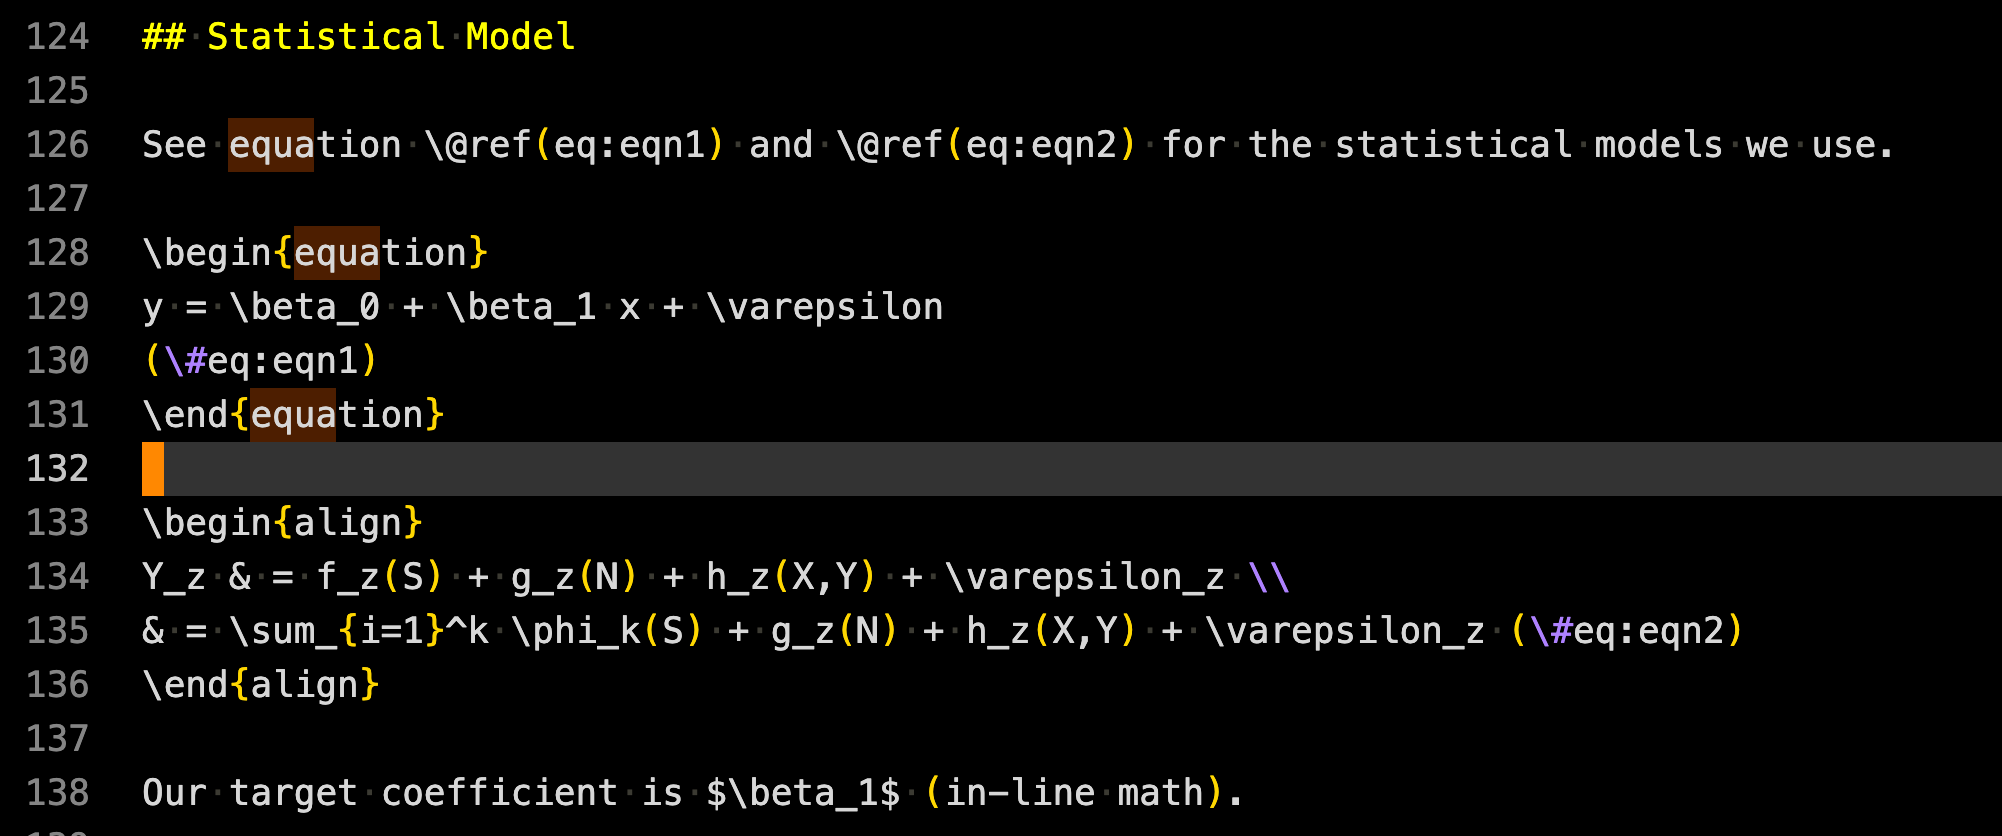 124 ## Statistical Model
125
126 See equation \@ref(eq:eqn1) and \@ref(eq:eqn2) for the statistical models we use.
127
128 \begin{equation}
129 y = \beta_0 + \beta_1 x + \varepsilon
130 (\#eq:eqn1)
131 \end{equation}
132
133 \begin{align}
134 Y_z & = f_z(S) + g_z(N) + h_z(X,Y) + \varepsilon_z \\
135 & = \sum_{i=1}^k \phi_k(S) + g_z(N) + h_z(X,Y) + \varepsilon_z (\#eq:eqn2)
136 \end{align}
137
138 Our target coefficient is $\beta_1$ (in-line math).